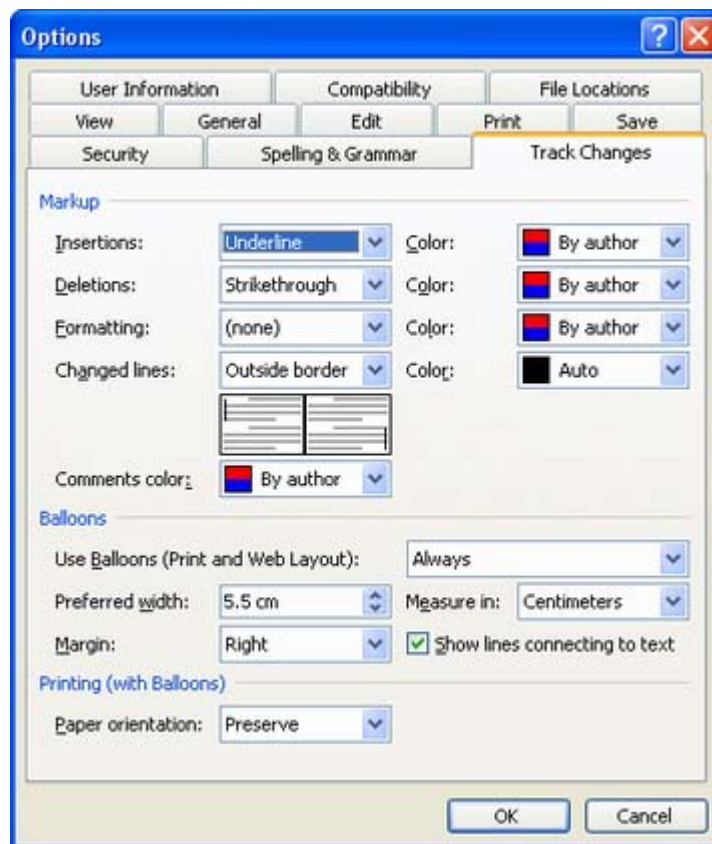 Options
User Information Compatibility File Locations
View General Edit Print Save
Security Spelling & Grammar Track Changes
Markup
Insertions: Underline Color: By author
Deletions: Strikethrough Color: By author
Formatting: (none) Color: By author
Changed lines: Outside border Color: Auto
Comments color: By author
Balloons
Use Balloons (Print and Web Layout): Always
Preferred width: 5.5 cm Measure in: Centimeters
Margin: Right Show lines connecting to text
Printing (with Balloons)
Paper orientation: Preserve
OK Cancel